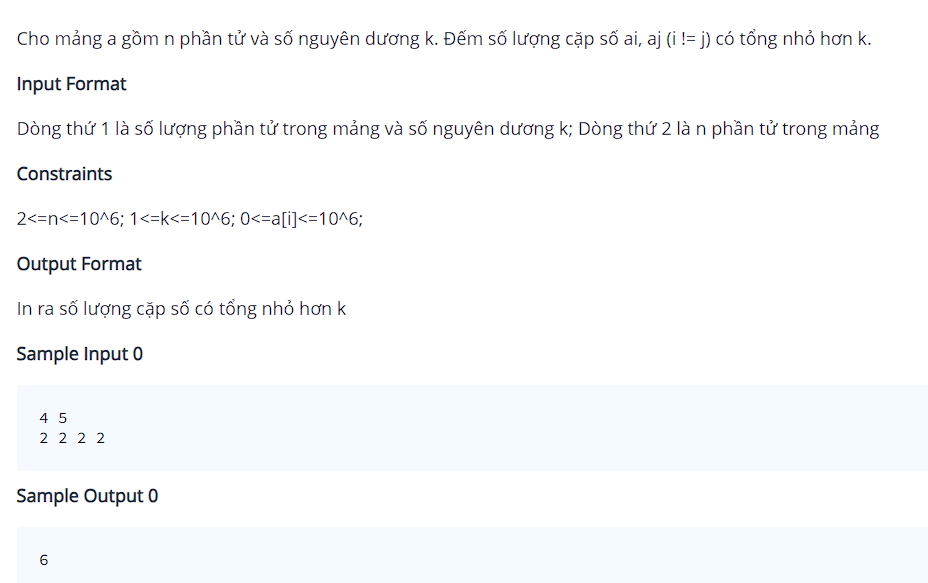 Cho mảng a gồm n phần tử và số nguyên dương k. Đếm số lượng cặp số ai, aj (i != j) có tổng nhỏ hơn k.
Input Format
Dòng thứ 1 là số lượng phần tử trong mảng và số nguyên dương k; Dòng thứ 2 là n phần tử trong mảng
Constraints
2<=n<=10^6; 1<=k<=10^6; 0<=a[i]<=10^6;
Output Format
In ra số lượng cặp số có tổng nhỏ hơn k
Sample Input 0
4 5
2 2 2 2
Sample Output 0
6